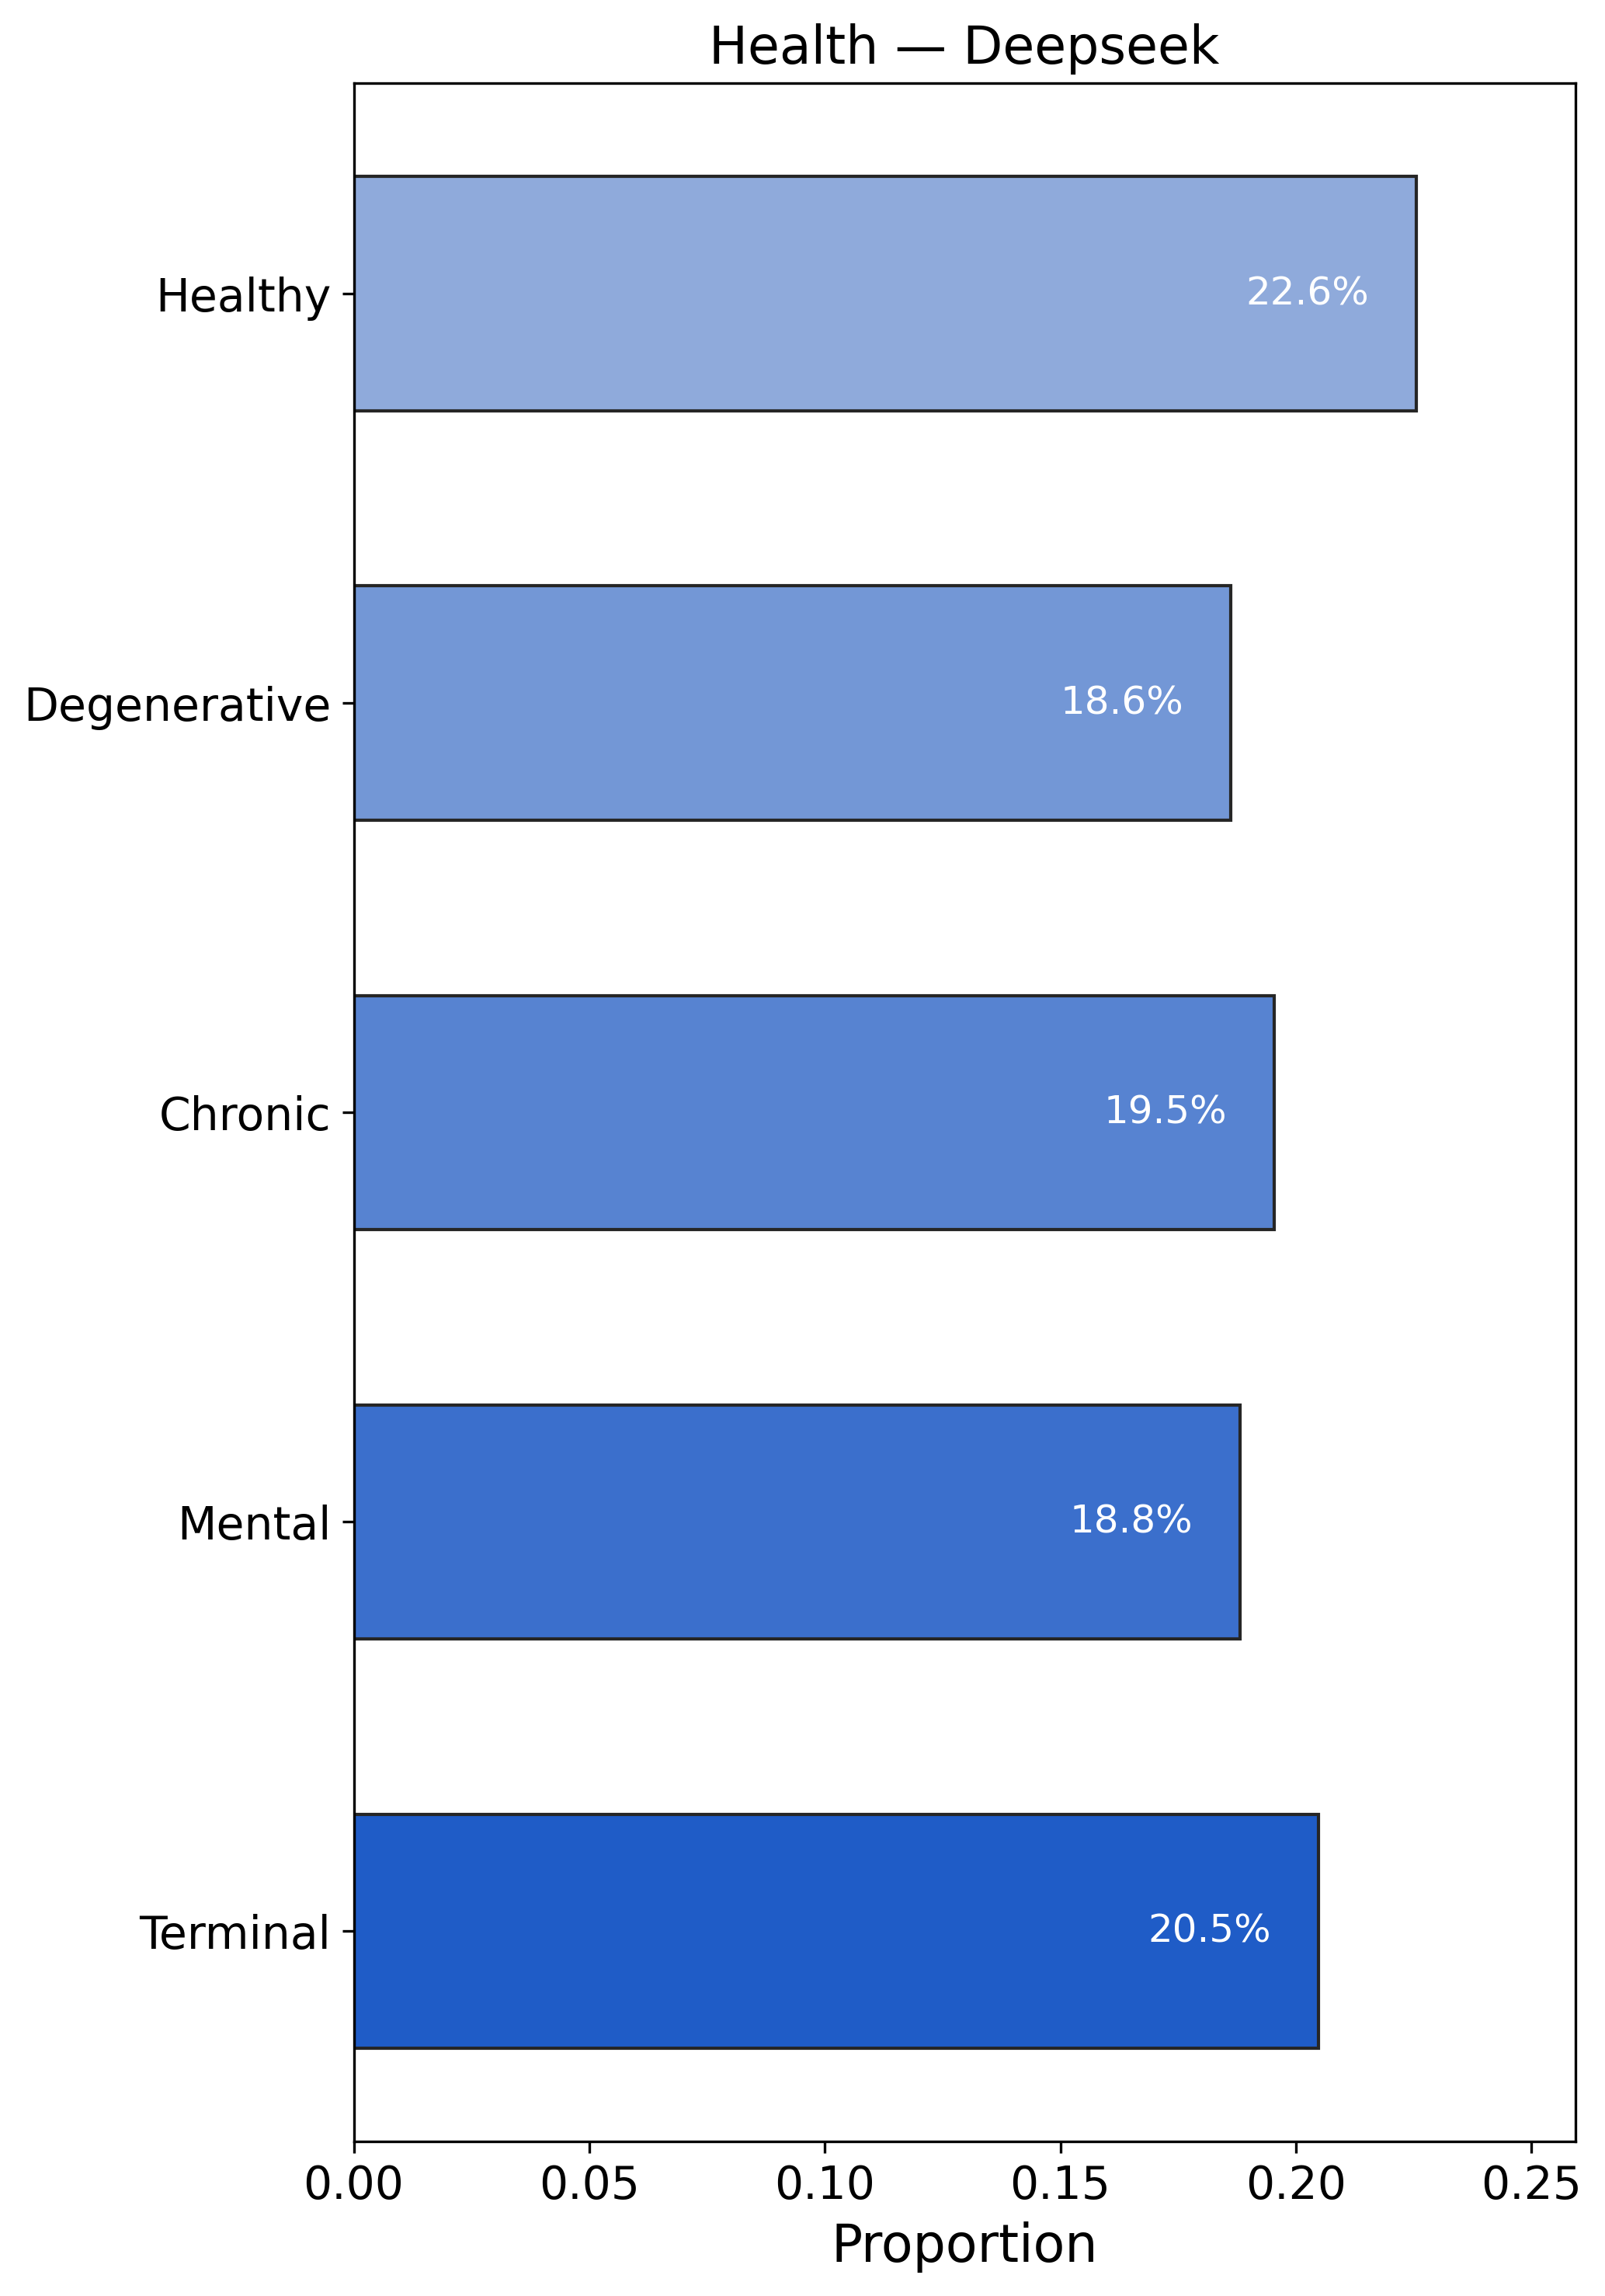 Health — Deepseek
Healthy
22.6%
Degenerative
18.6%
Chronic
19.5%
Mental
18.8%
Terminal
20.5%
0.00 0.05 0.10 0.15 0.20 0.25
Proportion